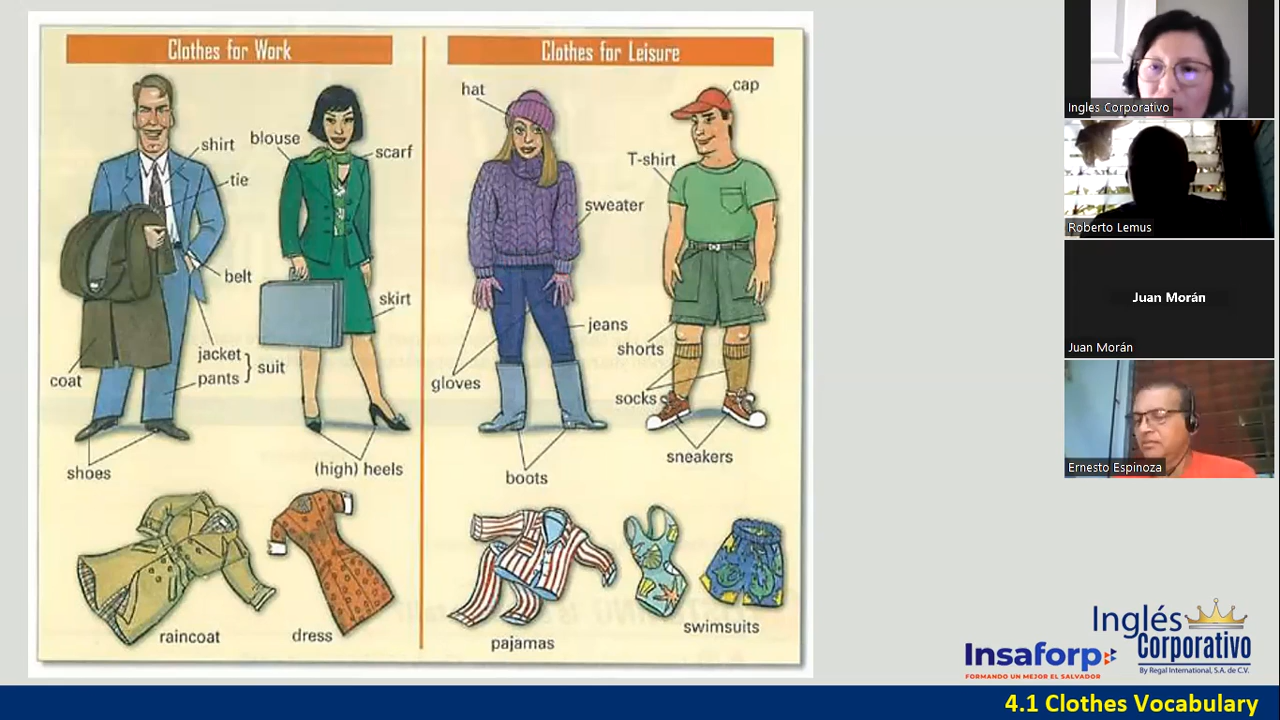 Clothes for Work
shirt
blouse
scarf
tie
belt
skirt
jacket
pants
suit
coat
shoes
(high) heels
raincoat
dress
Clothes for Leisure
hat
cap
T-shirt
sweater
jeans
shorts
gloves
socks
sneakers
boots
pajamas
swimsuits
Ingles Corporativo
Roberto Lemus
Juan Morán
Juan Morán
Ernesto Espinoza
Insaforp
FORMANDO UN MEJOR EL SALVADOR
Inglés
Corporativo
By Regal International, S.A. de C.V.
4.1 Clothes Vocabulary